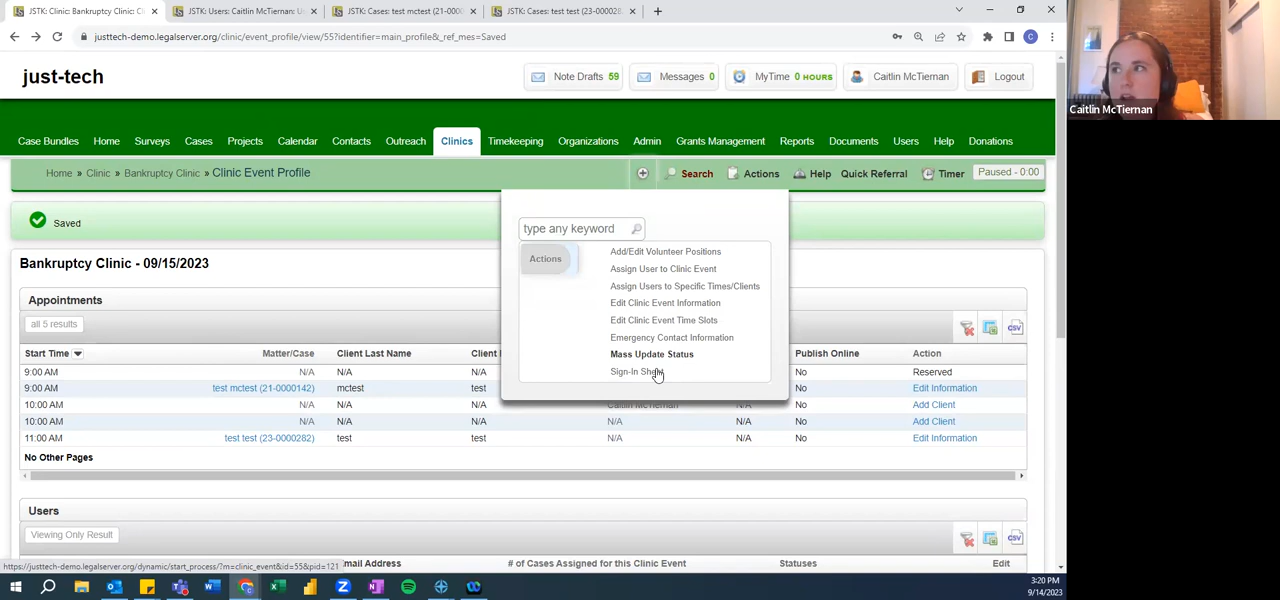 JSTK: Clinic: Bankruptcy Clinic: Cl
JSTK: Users: Caitlin McTiernan: U
JSTK: Cases: test mctest (21-000
JSTK: Cases: test test (23-00028
justtech-demo.legalserver.org/clinic/event_profile/view/55?identifier=main_profile&_ref_mes=Saved
just-tech
Note Drafts 59
Messages 0
MyTime 0 HOURS
Caitlin McTiernan
Logout
Case Bundles Home Surveys Cases Projects Calendar Contacts Outreach Clinics Timekeeping Organizations Admin Grants Management Reports Documents Users Help Donations
Home » Clinic » Bankruptcy Clinic » Clinic Event Profile
Search Actions Help Quick Referral Timer Paused - 0:00
Saved
type any keyword
Actions
Add/Edit Volunteer Positions
Assign User to Clinic Event
Assign Users to Specific Times/Clients
Edit Clinic Event Information
Edit Clinic Event Time Slots
Emergency Contact Information
Mass Update Status
Sign-In Sheet
Bankruptcy Clinic - 09/15/2023
Appointments
all 5 results
CSV
Start Time Matter/Case Client Last Name Client Publish Online Action
9:00 AM N/A N/A N/A No Reserved
9:00 AM test mctest (21-0000142) mctest test No Edit Information
10:00 AM N/A N/A N/A Caitlin McTiernan N/A No Add Client
10:00 AM N/A N/A N/A N/A N/A No Add Client
11:00 AM test test (23-0000282) test test N/A N/A No Edit Information
No Other Pages
Users
Viewing Only Result
CSV
Email Address # of Cases Assigned for this Clinic Event Statuses Edit
https://justtech-demo.legalserver.org/dynamic/start_process/?m=clinic_event&id=55&pid=121
3:20 PM
9/14/2023
Caitlin McTiernan